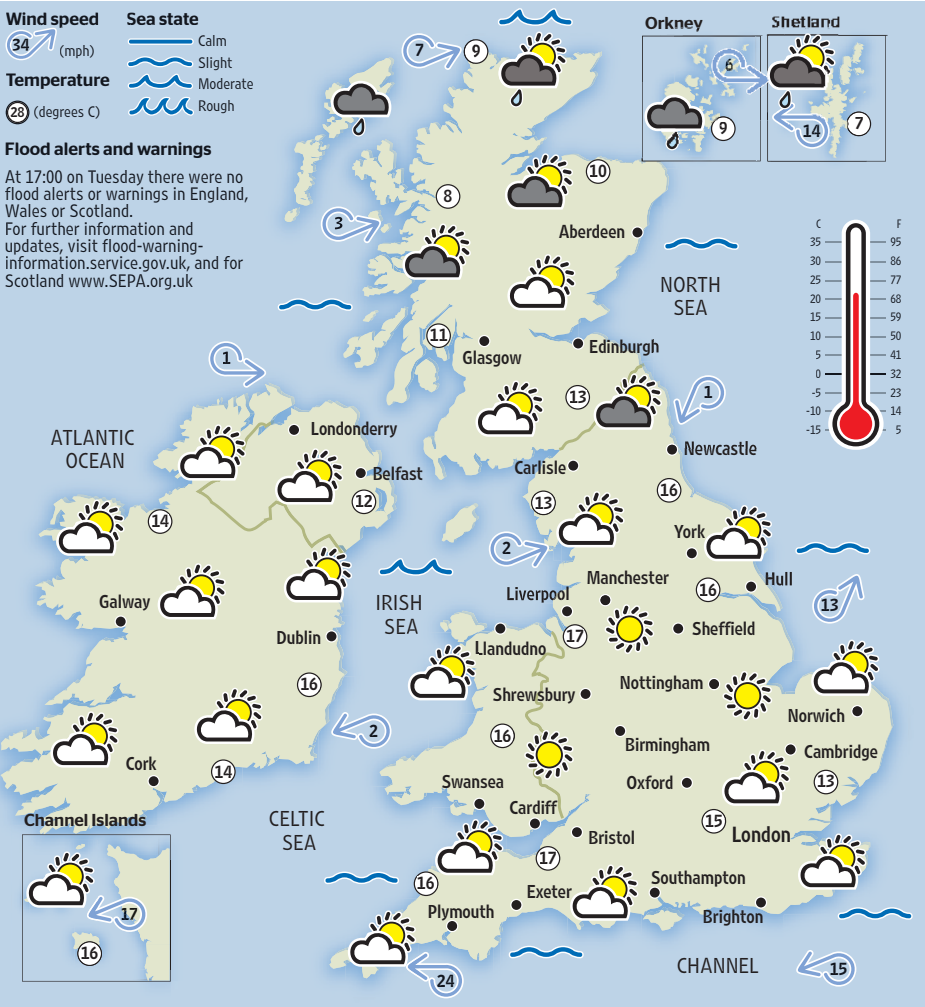 Wind speed
34
(mph)
Temperature
28 (degrees C)
Sea state
Calm
Slight
Moderate
Rough
Flood alerts and warnings
At 17:00 on Tuesday there were no
flood alerts or warnings in England,
Wales or Scotland.
For further information and
updates, visit flood-warning-
information.service.gov.uk, and for
Scotland www.SEPA.org.uk
Orkney
6
9
Shetland
14
7
7
9
8
10
3
Aberdeen
NORTH
SEA
11
Glasgow
Edinburgh
1
13
1
C F
35 95
30 86
25 77
20 68
15 59
10 50
5 41
0 32
-5 23
-10 14
-15 5
ATLANTIC
OCEAN
Londonderry
Belfast
12
14
Carlisle
Newcastle
13
16
York
2
Manchester
16
Hull
13
Galway
IRISH
SEA
Liverpool
17
Sheffield
Dublin
Llandudno
16
Shrewsbury
Nottingham
Norwich
2
16
Birmingham
Cambridge
Cork
14
Oxford
13
Swansea
Cardiff
15
London
CELTIC
SEA
Bristol
17
16
Exeter
Southampton
Plymouth
Brighton
24
CHANNEL
15
Channel Islands
17
16